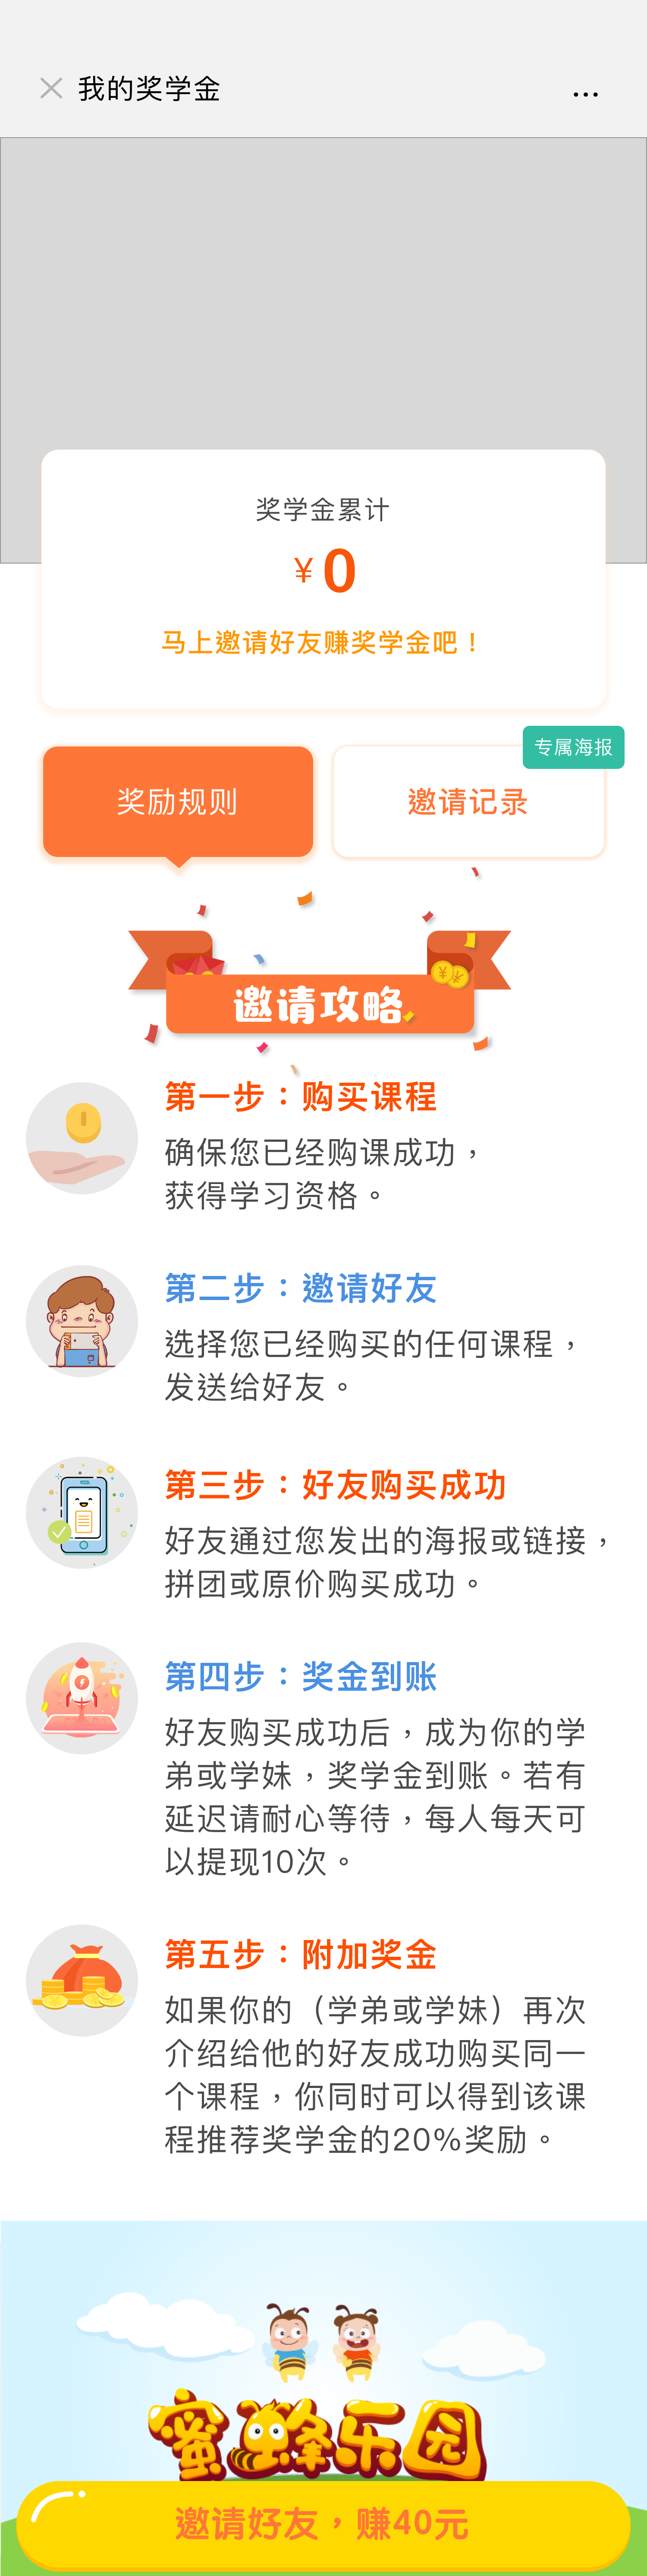 我的奖学金
...
奖学金累计
¥ 0
马上邀请好友赚奖学金吧！
专属海报
奖励规则
邀请记录
邀请攻略
第一步：购买课程
确保您已经购课成功，
获得学习资格。
第二步：邀请好友
选择您已经购买的任何课程，
发送给好友。
第三步：好友购买成功
好友通过您发出的海报或链接，
拼团或原价购买成功。
第四步：奖金到账
好友购买成功后，成为你的学
弟或学妹，奖学金到账。若有
延迟请耐心等待，每人每天可
以提现10次。
第五步：附加奖金
如果你的（学弟或学妹）再次
介绍给他的好友成功购买同一
个课程，你同时可以得到该课
程推荐奖学金的20%奖励。
蜜蜂乐园
邀请好友，赚40元